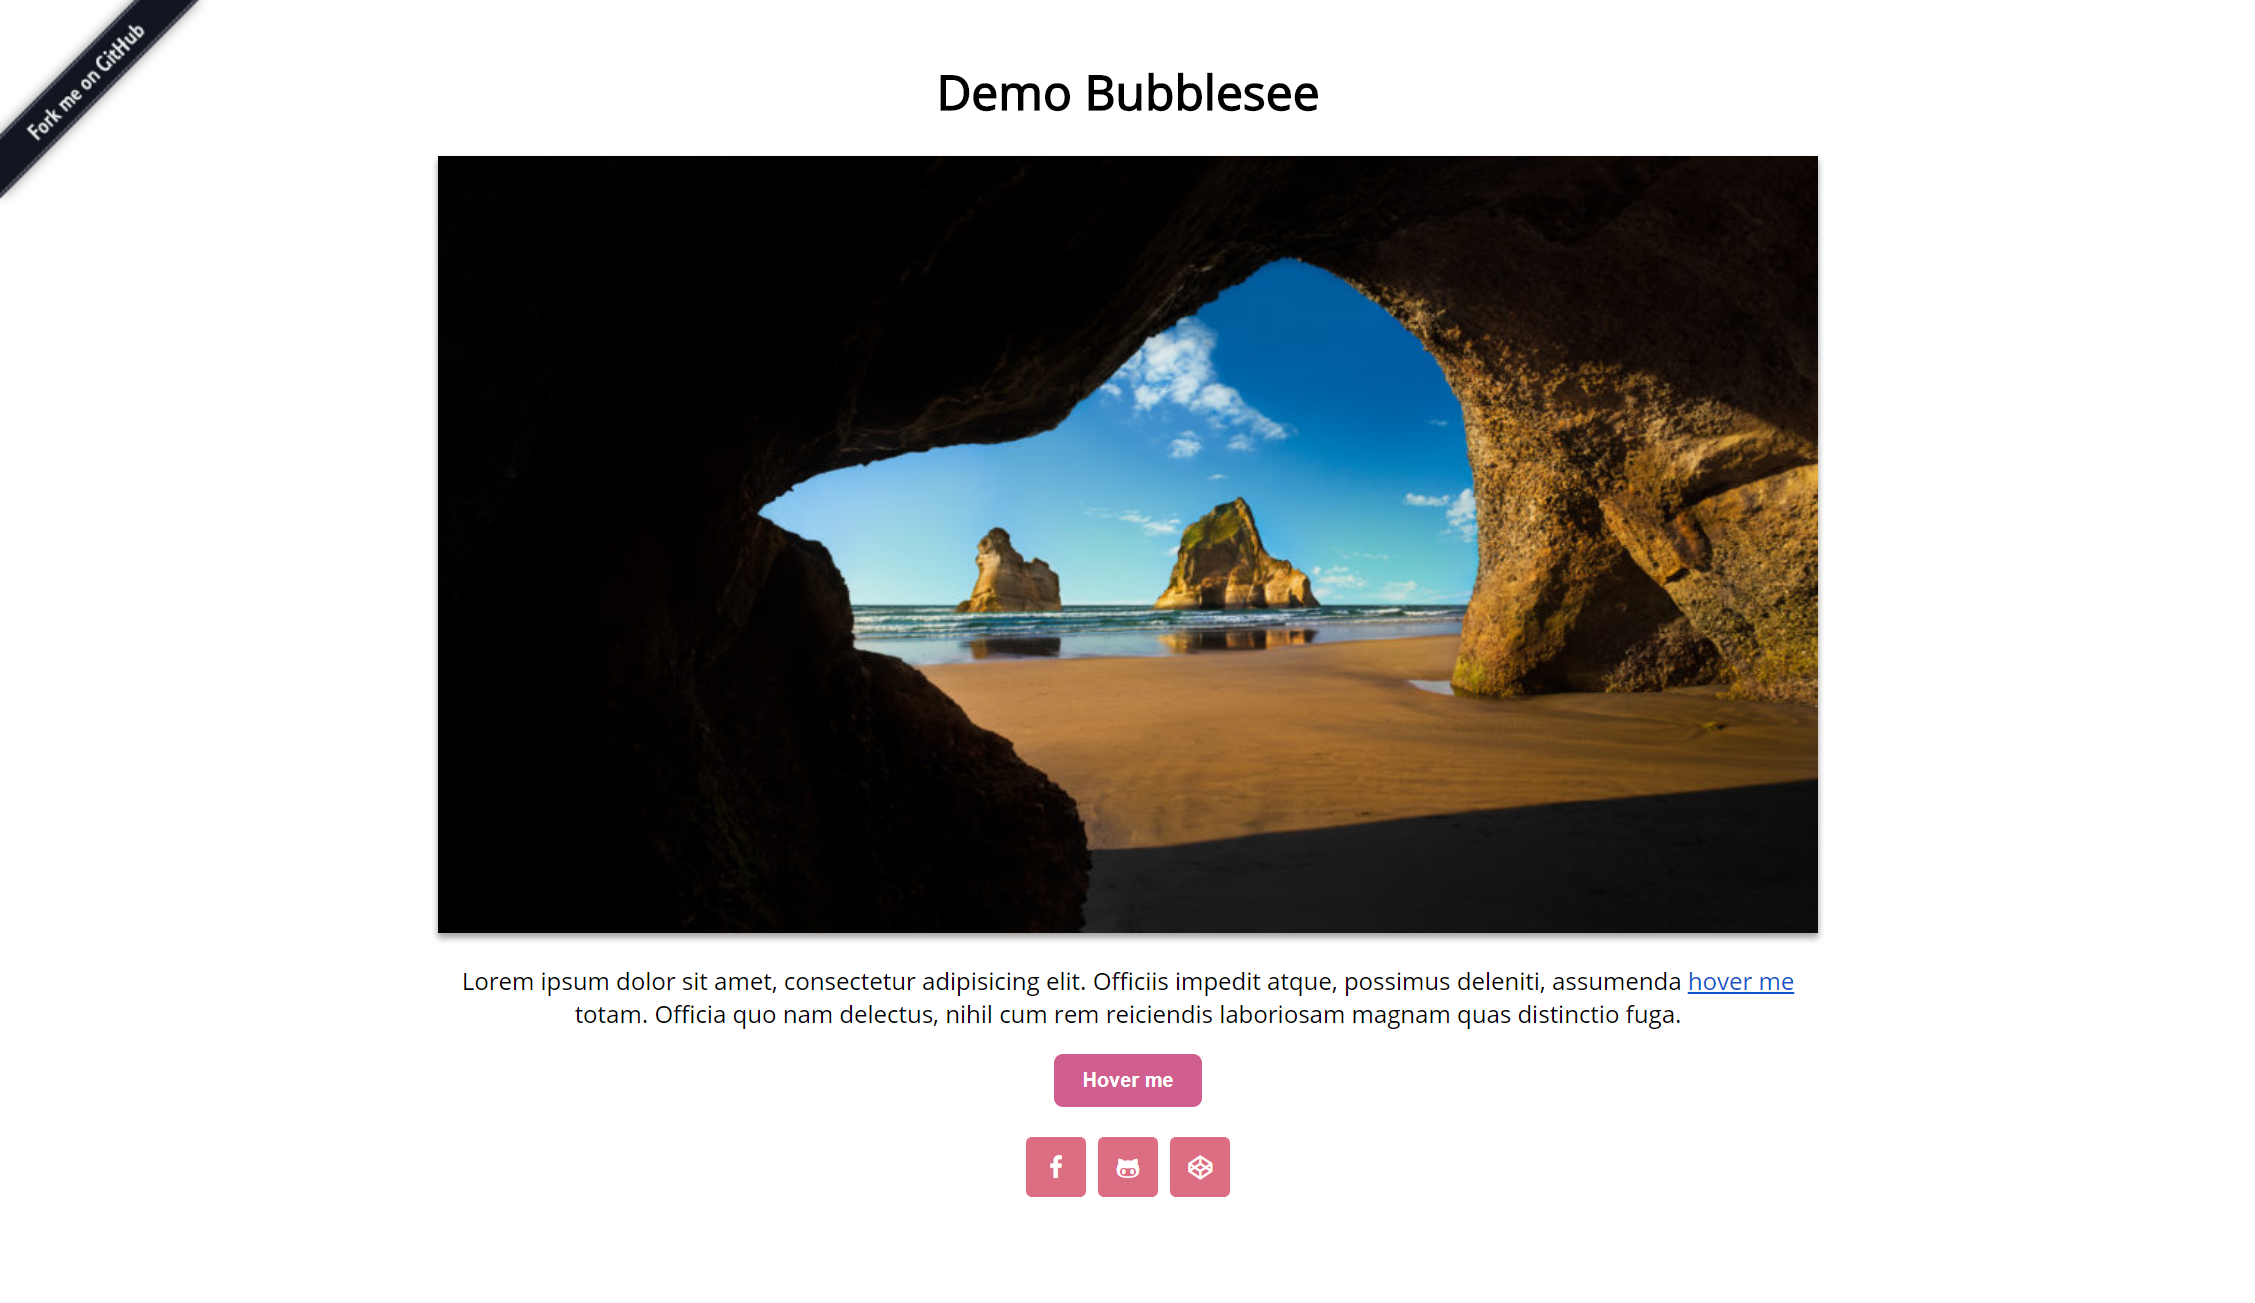 Fork me on GitHub
Demo Bubblesee
Lorem ipsum dolor sit amet, consectetur adipisicing elit. Officiis impedit atque, possimus deleniti, assumenda hover me
totam. Officia quo nam delectus, nihil cum rem reiciendis laboriosam magnam quas distinctio fuga.
Hover me